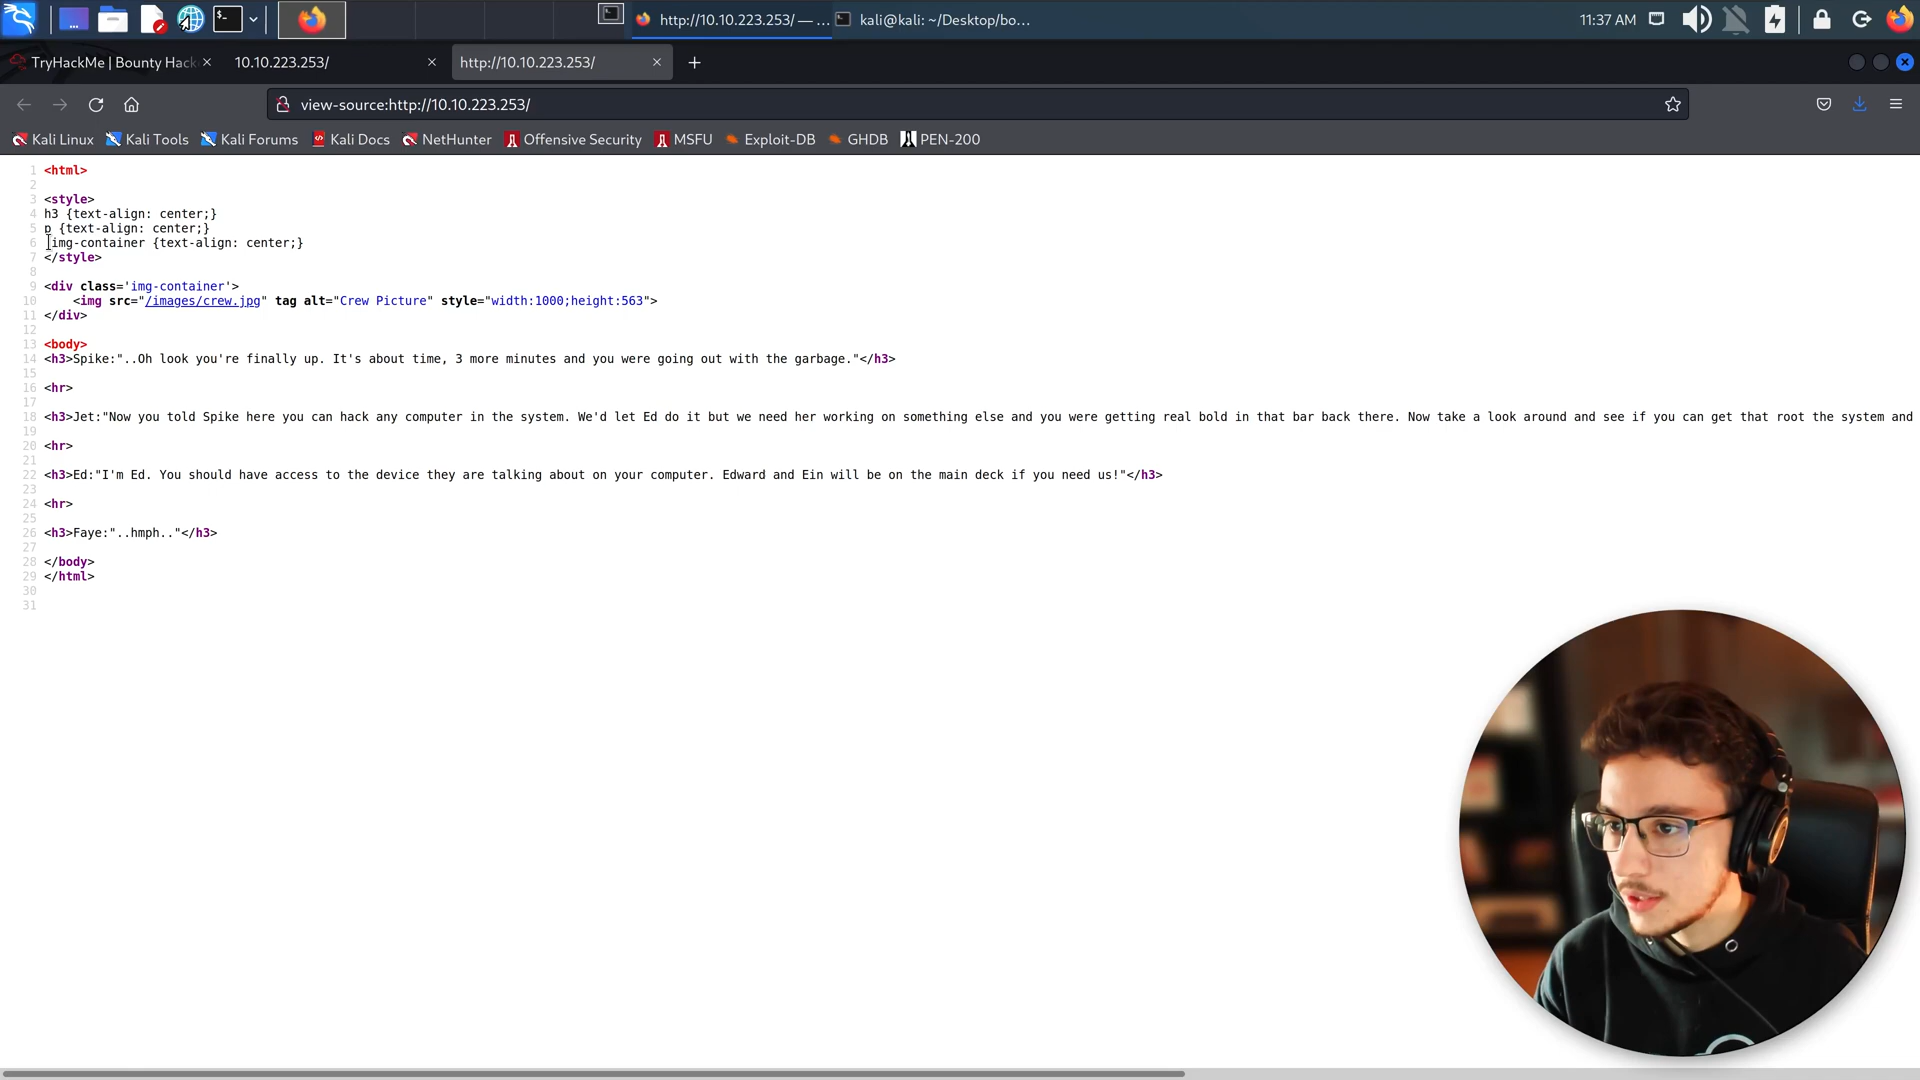 http://10.10.223.253/ — ...
kali@kali: ~/Desktop/bo...
11:37 AM
TryHackMe | Bounty Hack
10.10.223.253/
http://10.10.223.253/
view-source:http://10.10.223.253/
Kali Linux
Kali Tools
Kali Forums
Kali Docs
NetHunter
Offensive Security
MSFU
Exploit-DB
GHDB
PEN-200
1 <html>
2
3 <style>
4 h3 {text-align: center;}
5 p {text-align: center;}
6 .img-container {text-align: center;}
7 </style>
8
9 <div class='img-container'>
10     <img src="/images/crew.jpg" tag alt="Crew Picture" style="width:1000;height:563">
11 </div>
12
13 <body>
14 <h3>Spike:"..Oh look you're finally up. It's about time, 3 more minutes and you were going out with the garbage."</h3>
15
16 <hr>
17
18 <h3>Jet:"Now you told Spike here you can hack any computer in the system. We'd let Ed do it but we need her working on something else and you were getting real bold in that bar back there. Now take a look around and see if you can get that root the system and
19
20 <hr>
21
22 <h3>Ed:"I'm Ed. You should have access to the device they are talking about on your computer. Edward and Ein will be on the main deck if you need us!"</h3>
23
24 <hr>
25
26 <h3>Faye:"..hmph.."</h3>
27
28 </body>
29 </html>
30
31